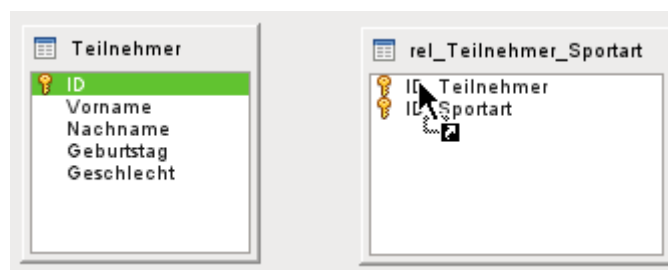 Teilnehmer
ID
Vorname
Nachname
Geburtstag
Geschlecht
rel_Teilnehmer_Sportart
ID_Teilnehmer
ID_Sportart